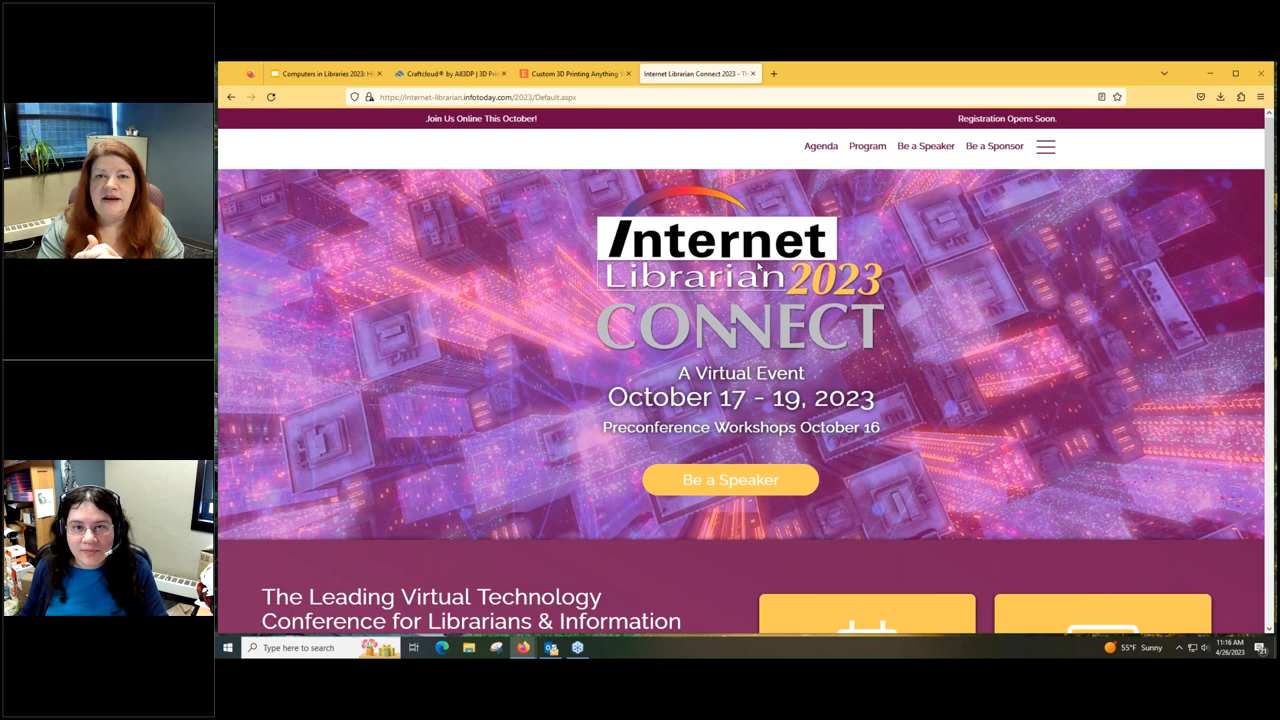 Computers in Libraries 2023: Hi
Craftcloud® by All3DP | 3D Prin
Custom 3D Printing Anything
Internet Librarian Connect 2023 - Th
https://internet-librarian.infotoday.com/2023/Default.aspx
Join Us Online This October!
Registration Opens Soon.
Agenda
Program
Be a Speaker
Be a Sponsor
Internet
Librarian 2023
CONNECT
A Virtual Event
October 17 - 19, 2023
Preconference Workshops October 16
Be a Speaker
The Leading Virtual Technology
Conference for Librarians & Information
Type here to search
55°F Sunny
11:16 AM
4/26/2023
21